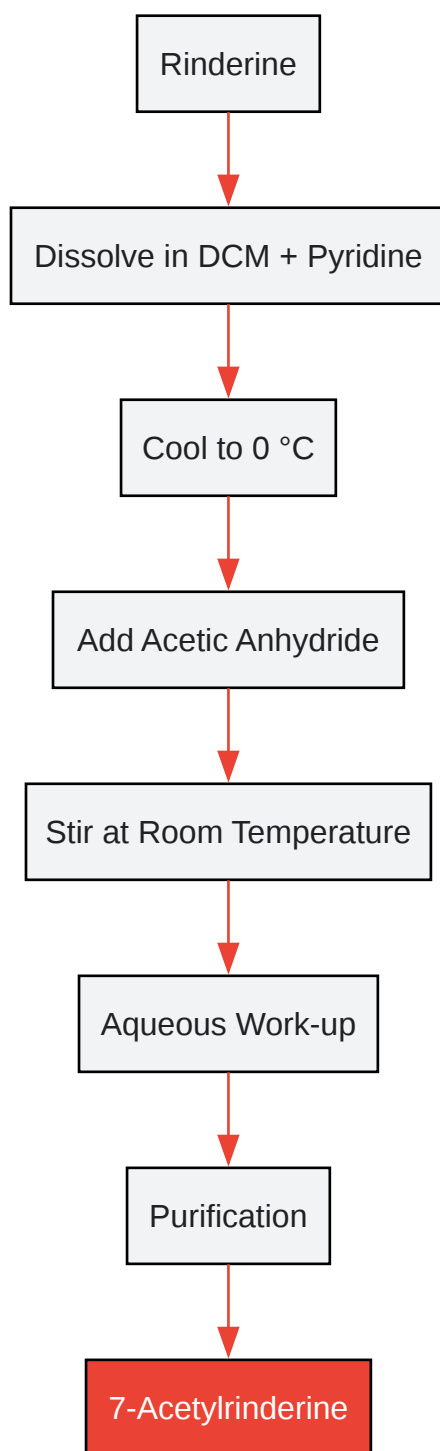 Rinderine
Dissolve in DCM + Pyridine
Cool to 0 °C
Add Acetic Anhydride
Stir at Room Temperature
Aqueous Work-up
Purification
7-Acetylrinderine